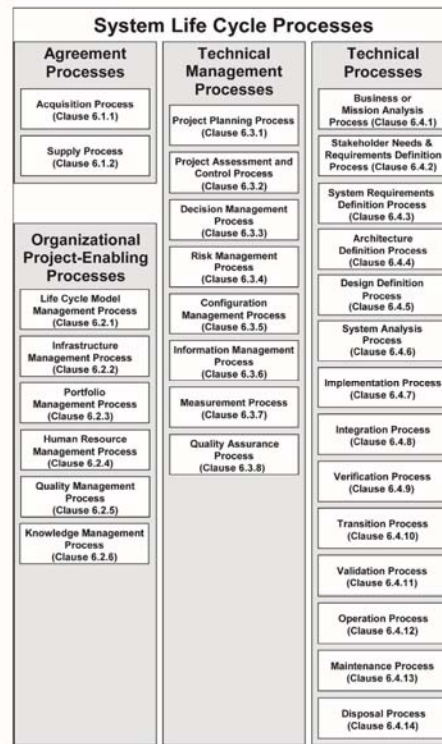 System Life Cycle Processes
Agreement
Processes
Acquisition Process
(Clause 6.1.1)
Supply Process
(Clause 6.1.2)
Organizational
Project-Enabling
Processes
Life Cycle Model
Management Process
(Clause 6.2.1)
Infrastructure
Management Process
(Clause 6.2.2)
Portfolio
Management Process
(Clause 6.2.3)
Human Resource
Management Process
(Clause 6.2.4)
Quality Management
Process
(Clause 6.2.5)
Knowledge Management
Process
(Clause 6.2.6)
Technical
Management
Processes
Project Planning Process
(Clause 6.3.1)
Project Assessment and
Control Process
(Clause 6.3.2)
Decision Management
Process
(Clause 6.3.3)
Risk Management
Process
(Clause 6.3.4)
Configuration
Management Process
(Clause 6.3.5)
Information Management
Process
(Clause 6.3.6)
Measurement Process
(Clause 6.3.7)
Quality Assurance
Process
(Clause 6.3.8)
Technical
Processes
Business or
Mission Analysis
Process (Clause 6.4.1)
Stakeholder Needs &
Requirements Definition
Process (Clause 6.4.2)
System Requirements
Definition Process
(Clause 6.4.3)
Architecture
Definition Process
(Clause 6.4.4)
Design Definition
Process
(Clause 6.4.5)
System Analysis
Process
(Clause 6.4.6)
Implementation Process
(Clause 6.4.7)
Integration Process
(Clause 6.4.8)
Verification Process
(Clause 6.4.9)
Transition Process
(Clause 6.4.10)
Validation Process
(Clause 6.4.11)
Operation Process
(Clause 6.4.12)
Maintenance Process
(Clause 6.4.13)
Disposal Process
(Clause 6.4.14)